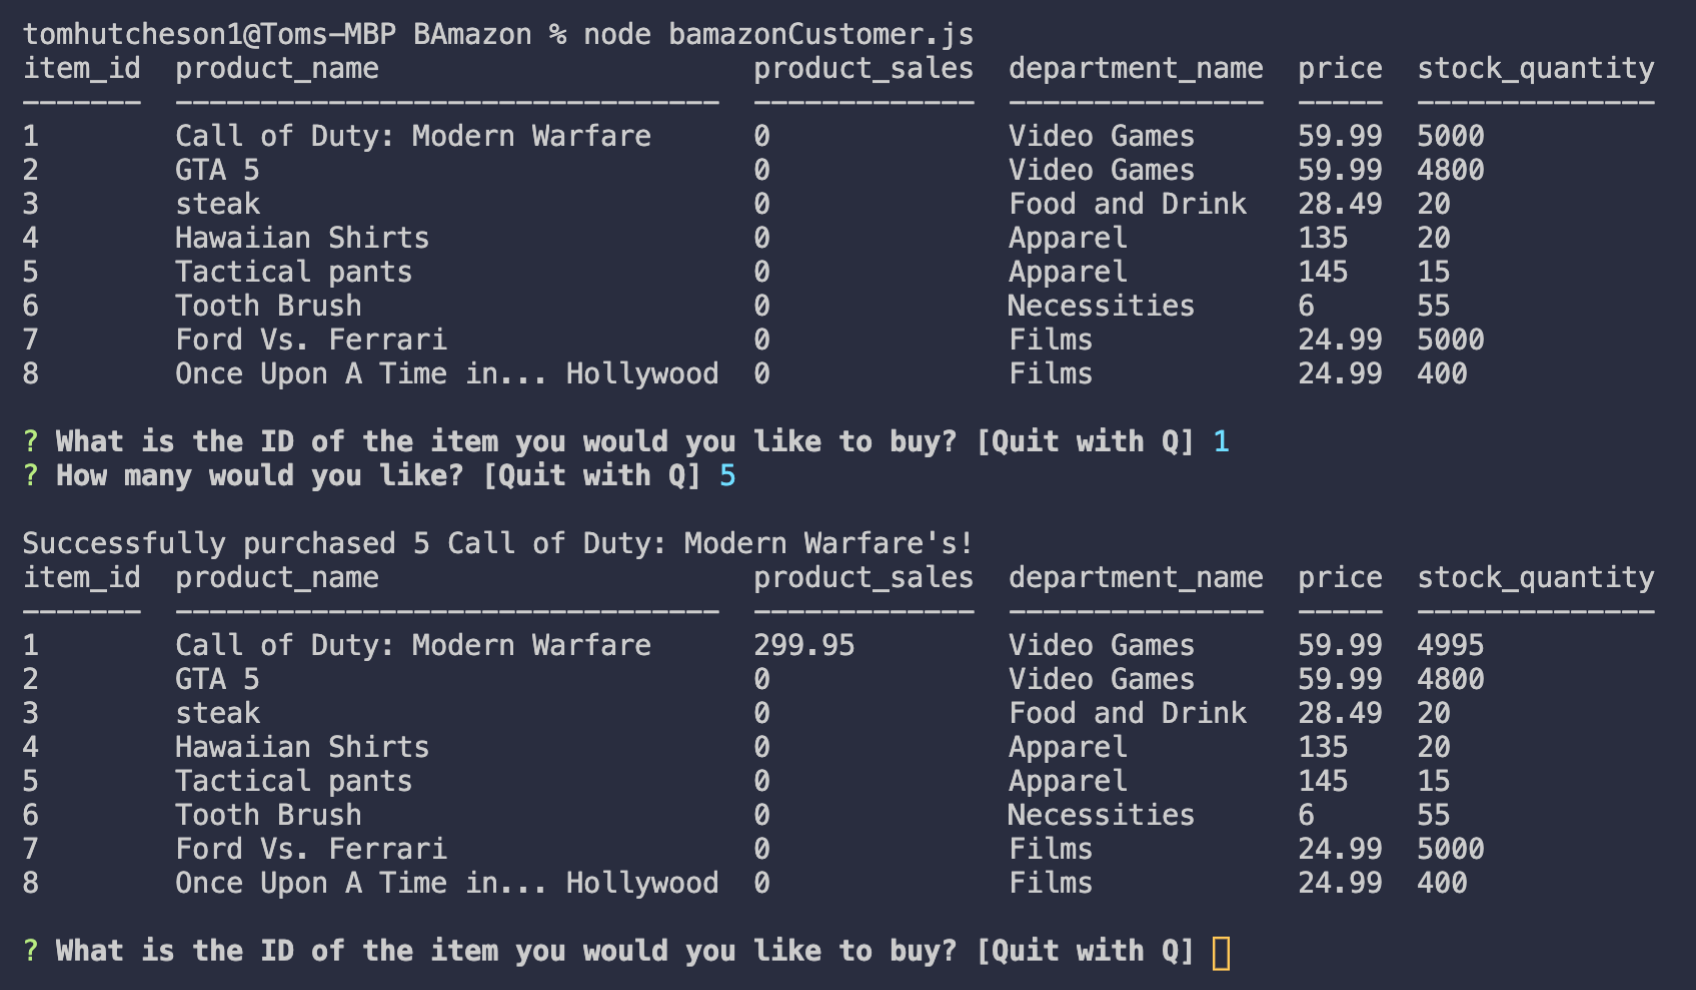 tomhutcheson1@Toms-MBP BAmazon % node bamazonCustomer.js
item_id  product_name                      product_sales  department_name  price  stock_quantity
-------  --------------------------------  -------------  ---------------  -----  --------------
1        Call of Duty: Modern Warfare      0              Video Games      59.99  5000
2        GTA 5                             0              Video Games      59.99  4800
3        steak                             0              Food and Drink   28.49  20
4        Hawaiian Shirts                   0              Apparel          135    20
5        Tactical pants                    0              Apparel          145    15
6        Tooth Brush                       0              Necessities      6      55
7        Ford Vs. Ferrari                  0              Films            24.99  5000
8        Once Upon A Time in... Hollywood  0              Films            24.99  400

? What is the ID of the item you would you like to buy? [Quit with Q] 1
? How many would you like? [Quit with Q] 5

Successfully purchased 5 Call of Duty: Modern Warfare's!
item_id  product_name                      product_sales  department_name  price  stock_quantity
-------  --------------------------------  -------------  ---------------  -----  --------------
1        Call of Duty: Modern Warfare      299.95         Video Games      59.99  4995
2        GTA 5                             0              Video Games      59.99  4800
3        steak                             0              Food and Drink   28.49  20
4        Hawaiian Shirts                   0              Apparel          135    20
5        Tactical pants                    0              Apparel          145    15
6        Tooth Brush                       0              Necessities      6      55
7        Ford Vs. Ferrari                  0              Films            24.99  5000
8        Once Upon A Time in... Hollywood  0              Films            24.99  400

? What is the ID of the item you would you like to buy? [Quit with Q]